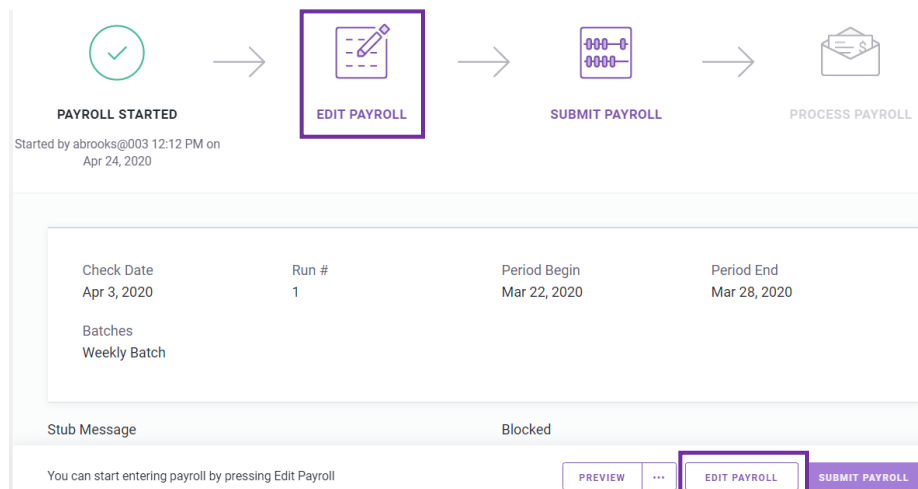 PAYROLL STARTED
EDIT PAYROLL
SUBMIT PAYROLL
PROCESS PAYROLL
Started by abrooks@003 12:12 PM on
Apr 24, 2020
Check Date
Run #
Period Begin
Period End
Apr 3, 2020
1
Mar 22, 2020
Mar 28, 2020
Batches
Weekly Batch
Stub Message
Blocked
You can start entering payroll by pressing Edit Payroll
PREVIEW
...
EDIT PAYROLL
SUBMIT PAYROLL